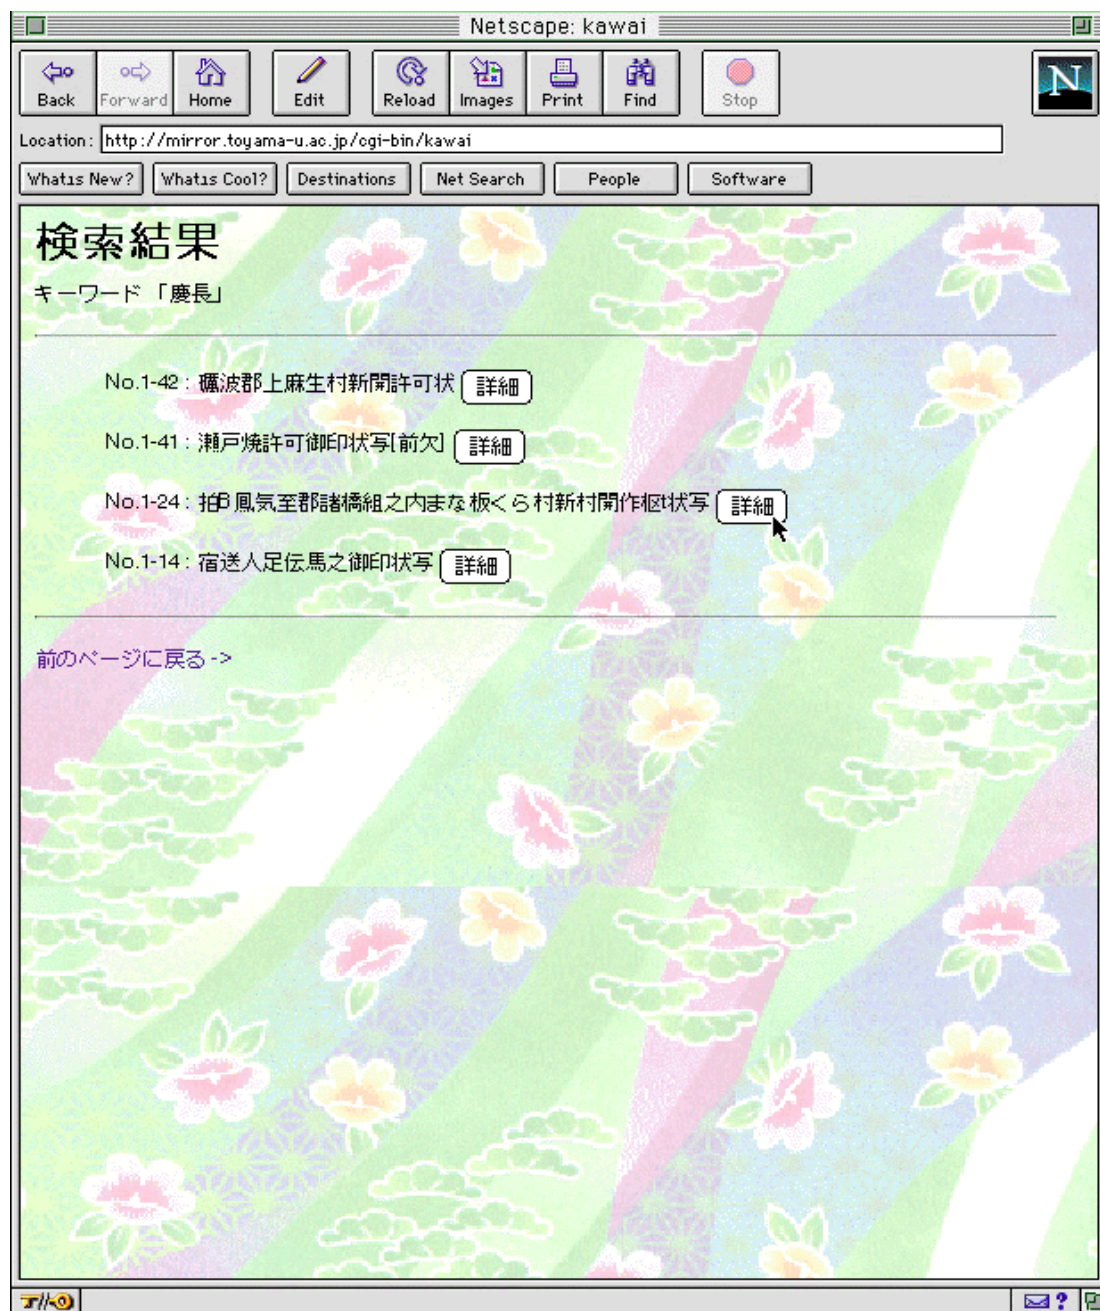 Netscape: kawai
Back Forward Home Edit Reload Images Print Find Stop N
Location: http://mirror.toyama-u.ac.jp/cgi-bin/kawai
What's New? What's Cool? Destinations Net Search People Software
検索結果
キーワード「慶長」
No.1-42 : 礪波郡上麻生村新開許可状 詳細
No.1-41 : 瀬戸焼許可御印状写[前欠] 詳細
No.1-24 : 鳳気至郡諸橋組之内まな板くら村新村開作 状写 詳細
No.1-14 : 宿送人足伝馬之御印状写 詳細
前のページに戻る ->
?